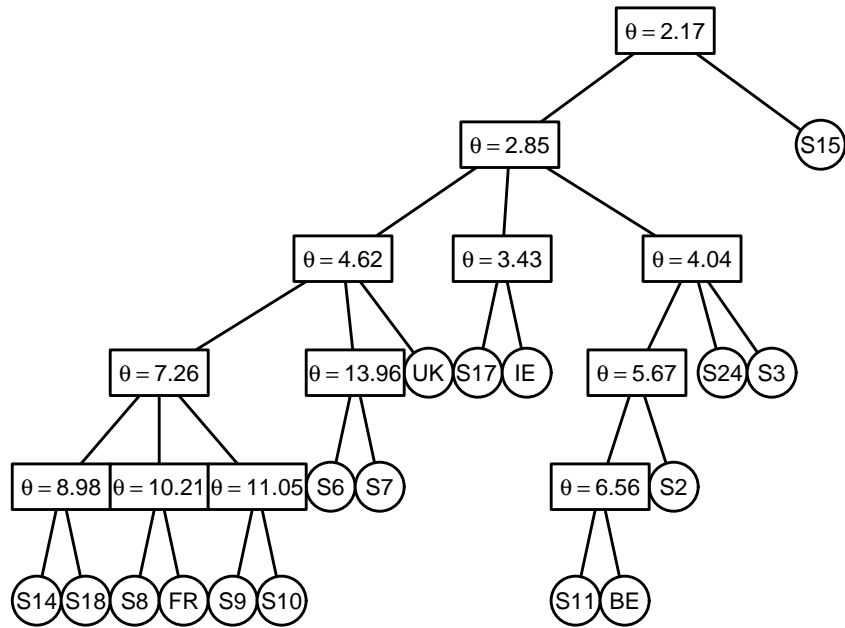 θ = 2.17
θ = 2.85
S15
θ = 4.62
θ = 3.43
θ = 4.04
θ = 7.26
θ = 13.96
UK
S17
IE
θ = 5.67
S24
S3
θ = 8.98
θ = 10.21
θ = 11.05
S6
S7
θ = 6.56
S2
S14
S18
S8
FR
S9
S10
S11
BE